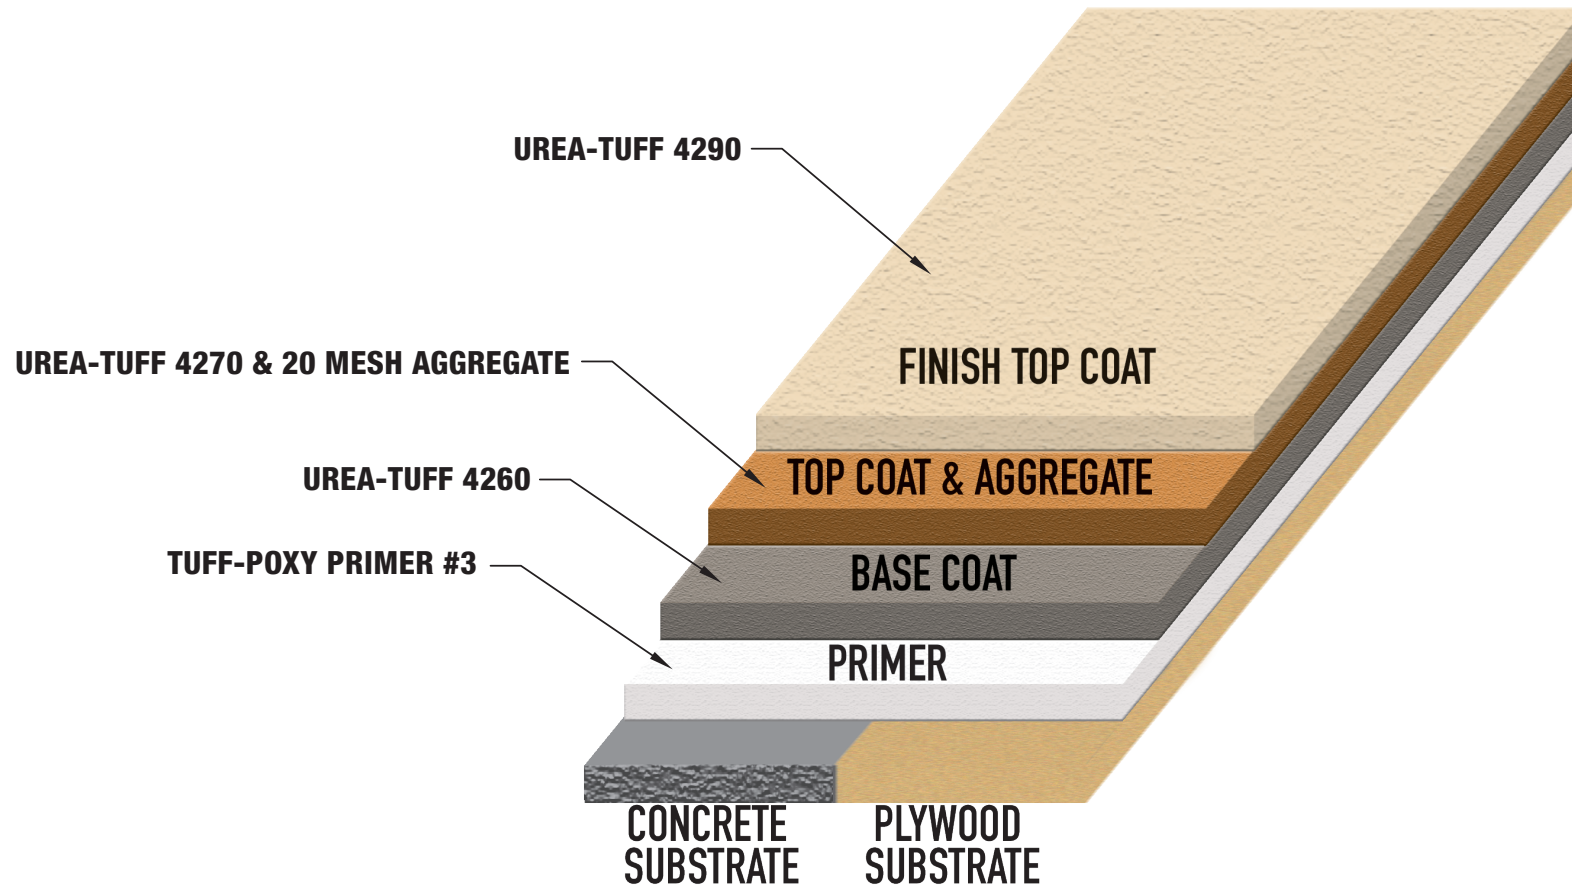 UREA-TUFF 4290
FINISH TOP COAT
UREA-TUFF 4270 & 20 MESH AGGREGATE
TOP COAT & AGGREGATE
UREA-TUFF 4260
BASE COAT
TUFF-POXY PRIMER #3
PRIMER
CONCRETE
SUBSTRATE
PLYWOOD
SUBSTRATE